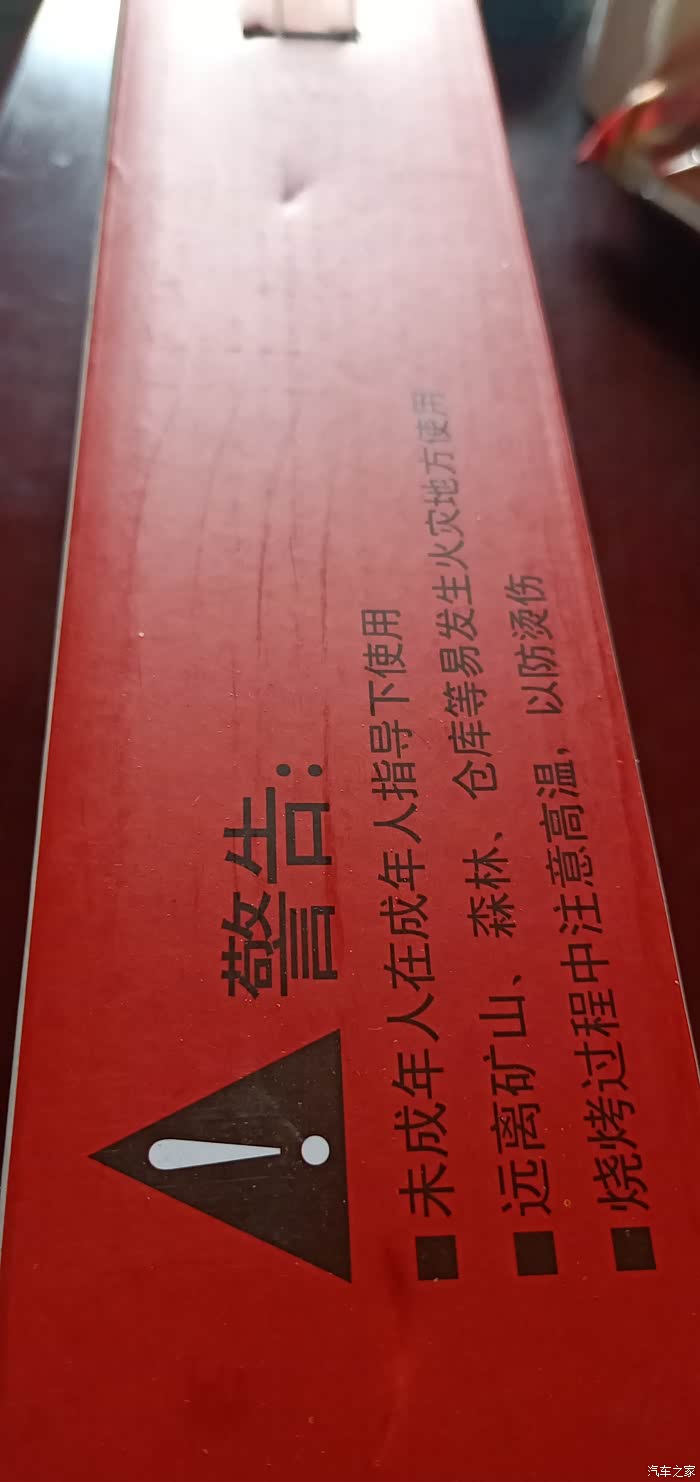 警告:
■ 未成年人在成年人指导下使用
■ 远离矿山、森林、仓库等易发生火灾地方使用
■ 烧烤过程中注意高温，以防烫伤
汽车之家